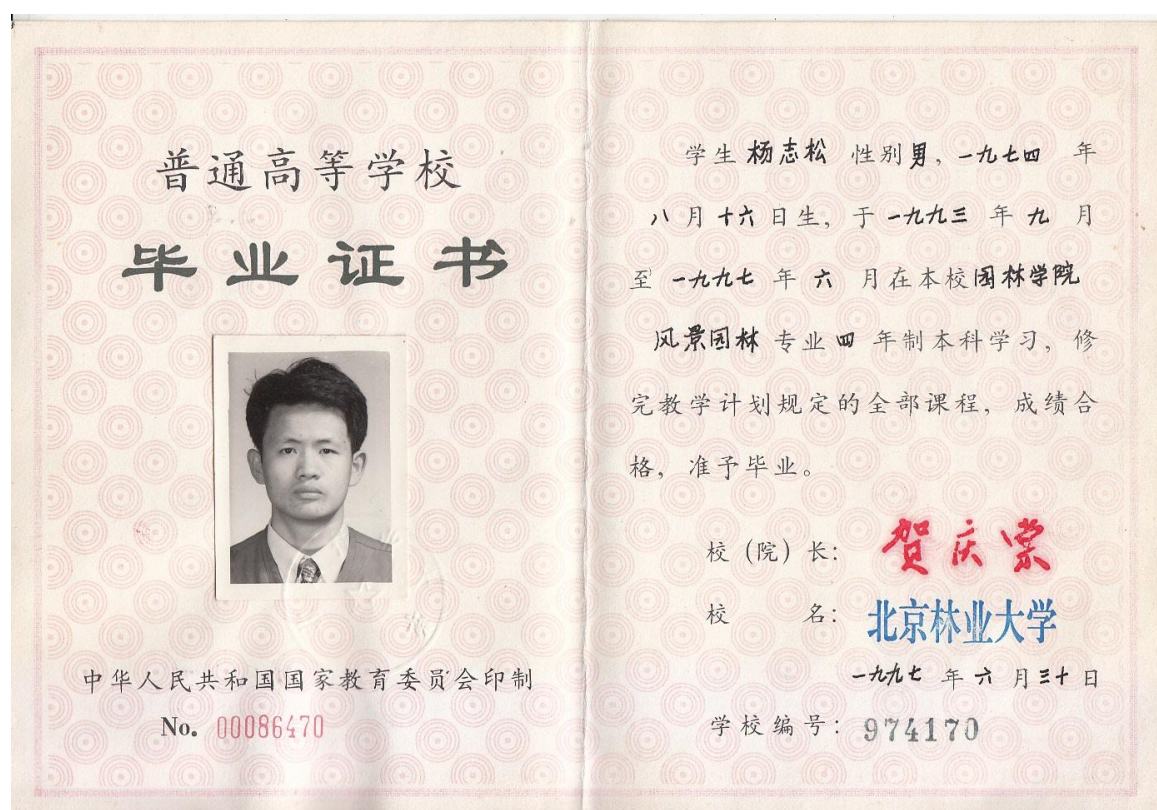 普通高等学校
毕业证书
中华人民共和国国家教育委员会印制
No. 00086470
学生 杨志松 性别男，一九七四 年
八月十六日生，于一九九三 年 九 月
至 一九九七 年 六 月在本校园林学院
风景园林 专业四 年制本科学习，修
完教学计划规定的全部课程，成绩合
格，准予毕业。
校（院）长：贺庆棠
校 名：北京林业大学
一九九七 年 六 月三十日
学校编号：974170